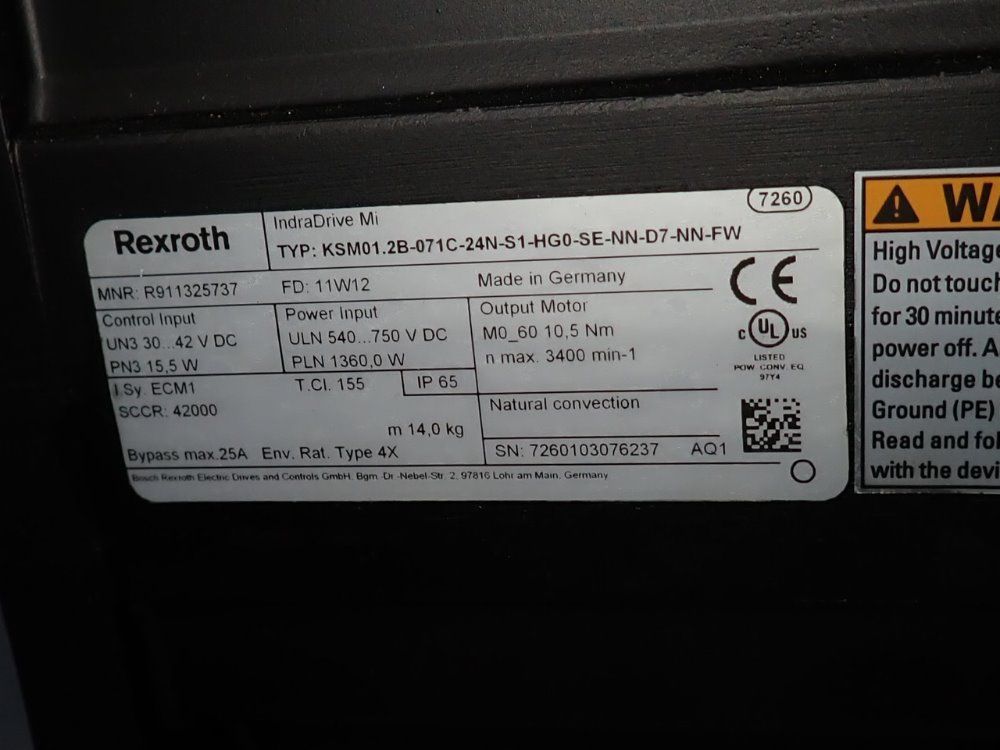 7260
Rexroth
IndraDrive Mi
TYP: KSM01.2B-071C-24N-S1-HG0-SE-NN-D7-NN-FW
MNR: R911325737
FD: 11W12
Made in Germany
CE
Control Input
UN3 30...42 V DC
PN3 15,5 W
Power Input
ULN 540...750 V DC
PLN 1360,0 W
Output Motor
M0_60 10,5 Nm
n max. 3400 min-1
C UL US
LISTED
POW. CONV. EQ.
97Y4
I.Sy. ECM1
T.Cl. 155
IP 65
SCCR: 42000
m 14,0 kg
Natural convection
Bypass max.25A Env. Rat. Type 4X
SN: 7260103076237
AQ1
Bosch Rexroth Electric Drives and Controls GmbH, Bgm.-Dr.-Nebel-Str. 2, 97816 Lohr am Main, Germany
WA
High Voltage
Do not touch
for 30 minute
power off. A
discharge be
Ground (PE)
Read and fol
with the devi